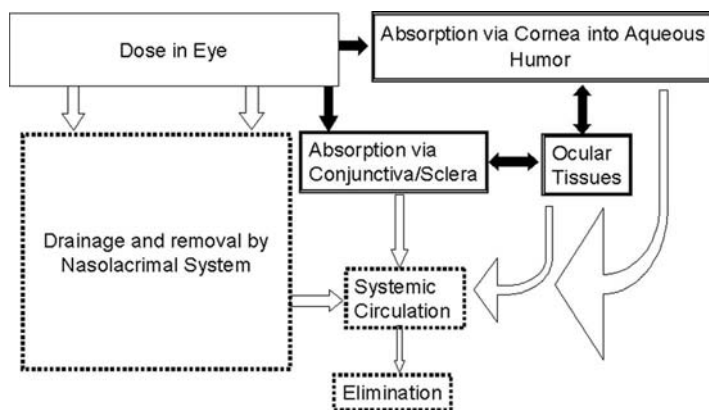 Dose in Eye
Absorption via Cornea into Aqueous
Humor
Absorption via
Conjunctiva/Sclera
Ocular
Tissues
Drainage and removal by
Nasolacrimal System
Systemic
Circulation
Elimination